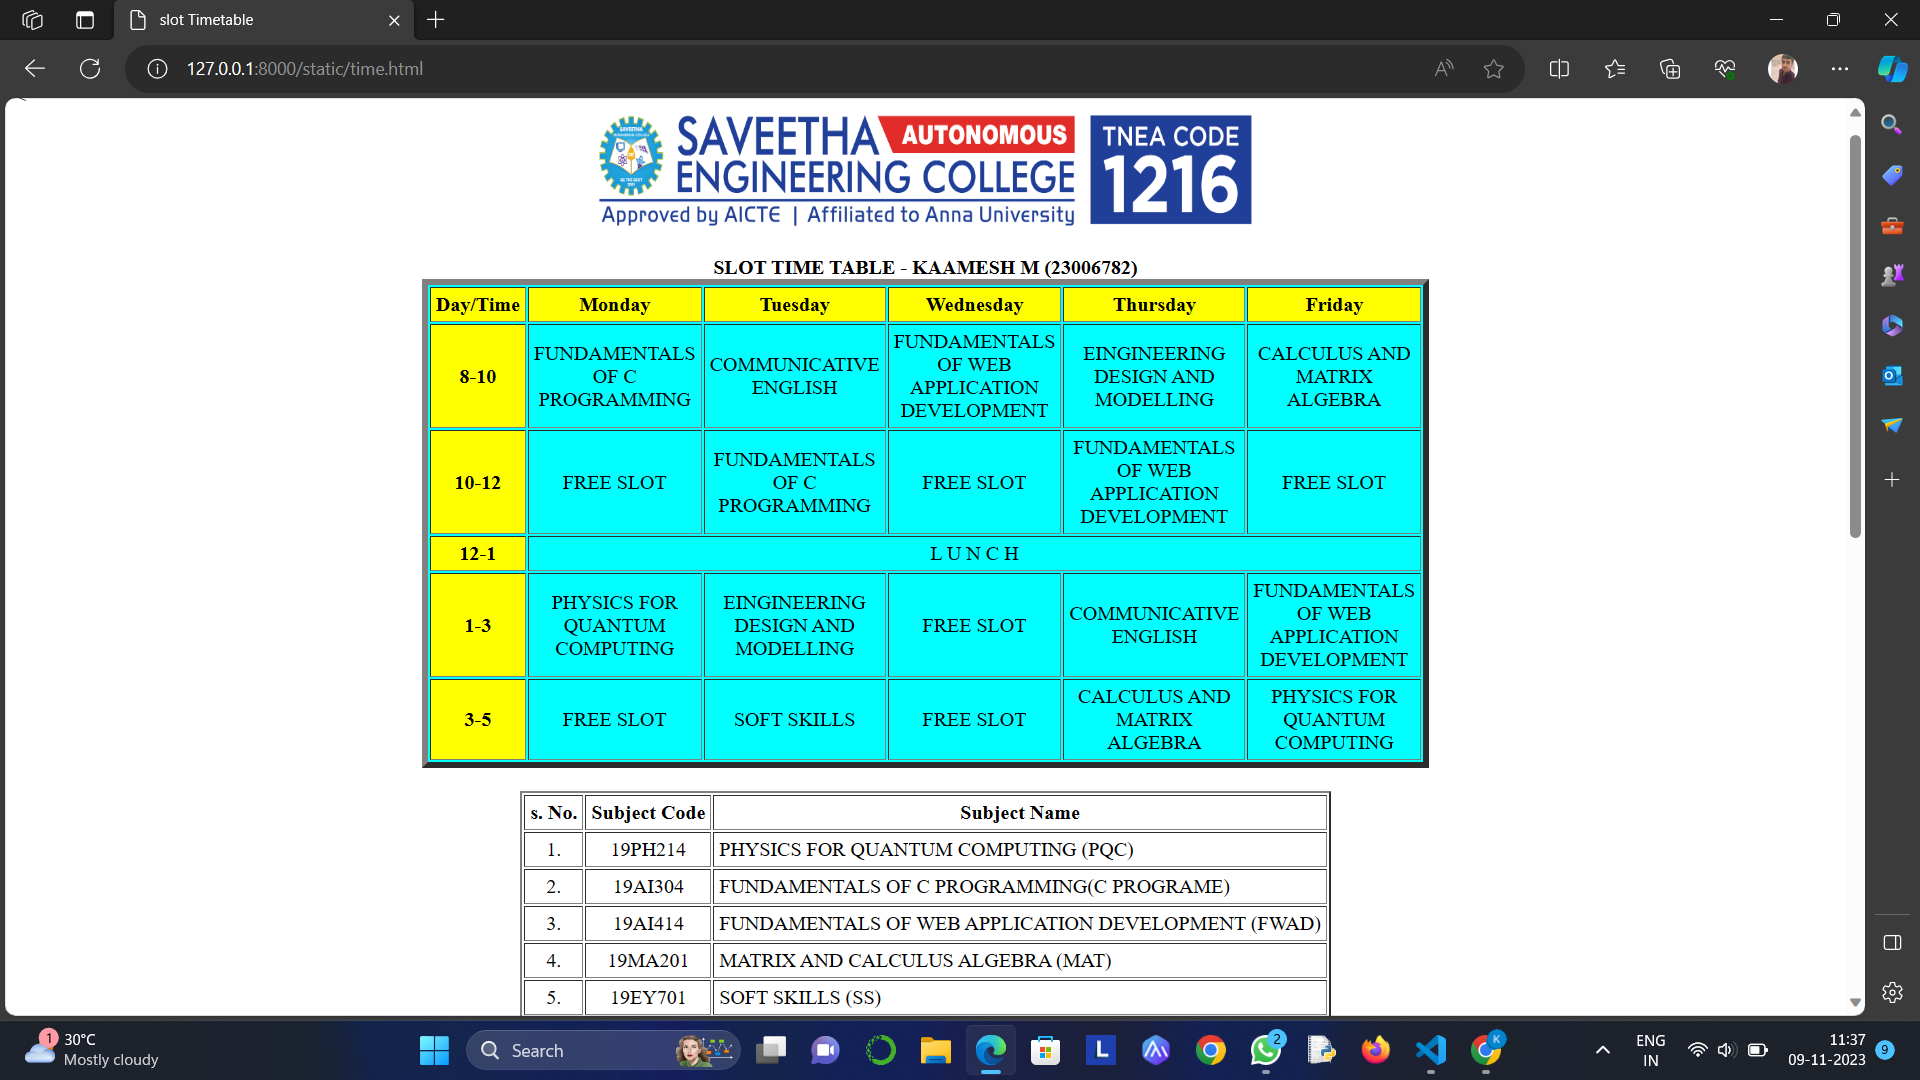 slot Timetable
127.0.0.1:8000/static/time.html
SAVEETHA AUTONOMOUS
ENGINEERING COLLEGE
Approved by AICTE | Affiliated to Anna University
TNEA CODE
1216
SLOT TIME TABLE - KAAMESH M (23006782)
Day/Time Monday Tuesday Wednesday Thursday Friday
8-10
FUNDAMENTALS
OF C
PROGRAMMING
COMMUNICATIVE
ENGLISH
FUNDAMENTALS
OF WEB
APPLICATION
DEVELOPMENT
EINGINEERING
DESIGN AND
MODELLING
CALCULUS AND
MATRIX
ALGEBRA
10-12
FREE SLOT
FUNDAMENTALS
OF C
PROGRAMMING
FREE SLOT
FUNDAMENTALS
OF WEB
APPLICATION
DEVELOPMENT
FREE SLOT
12-1
L U N C H
1-3
PHYSICS FOR
QUANTUM
COMPUTING
EINGINEERING
DESIGN AND
MODELLING
FREE SLOT
COMMUNICATIVE
ENGLISH
FUNDAMENTALS
OF WEB
APPLICATION
DEVELOPMENT
3-5
FREE SLOT
SOFT SKILLS
FREE SLOT
CALCULUS AND
MATRIX
ALGEBRA
PHYSICS FOR
QUANTUM
COMPUTING
s. No. Subject Code Subject Name
1. 19PH214 PHYSICS FOR QUANTUM COMPUTING (PQC)
2. 19AI304 FUNDAMENTALS OF C PROGRAMMING(C PROGRAME)
3. 19AI414 FUNDAMENTALS OF WEB APPLICATION DEVELOPMENT (FWAD)
4. 19MA201 MATRIX AND CALCULUS ALGEBRA (MAT)
5. 19EY701 SOFT SKILLS (SS)
1
30°C
Mostly cloudy
Search
L
2
K
ENG
IN
11:37
09-11-2023
9